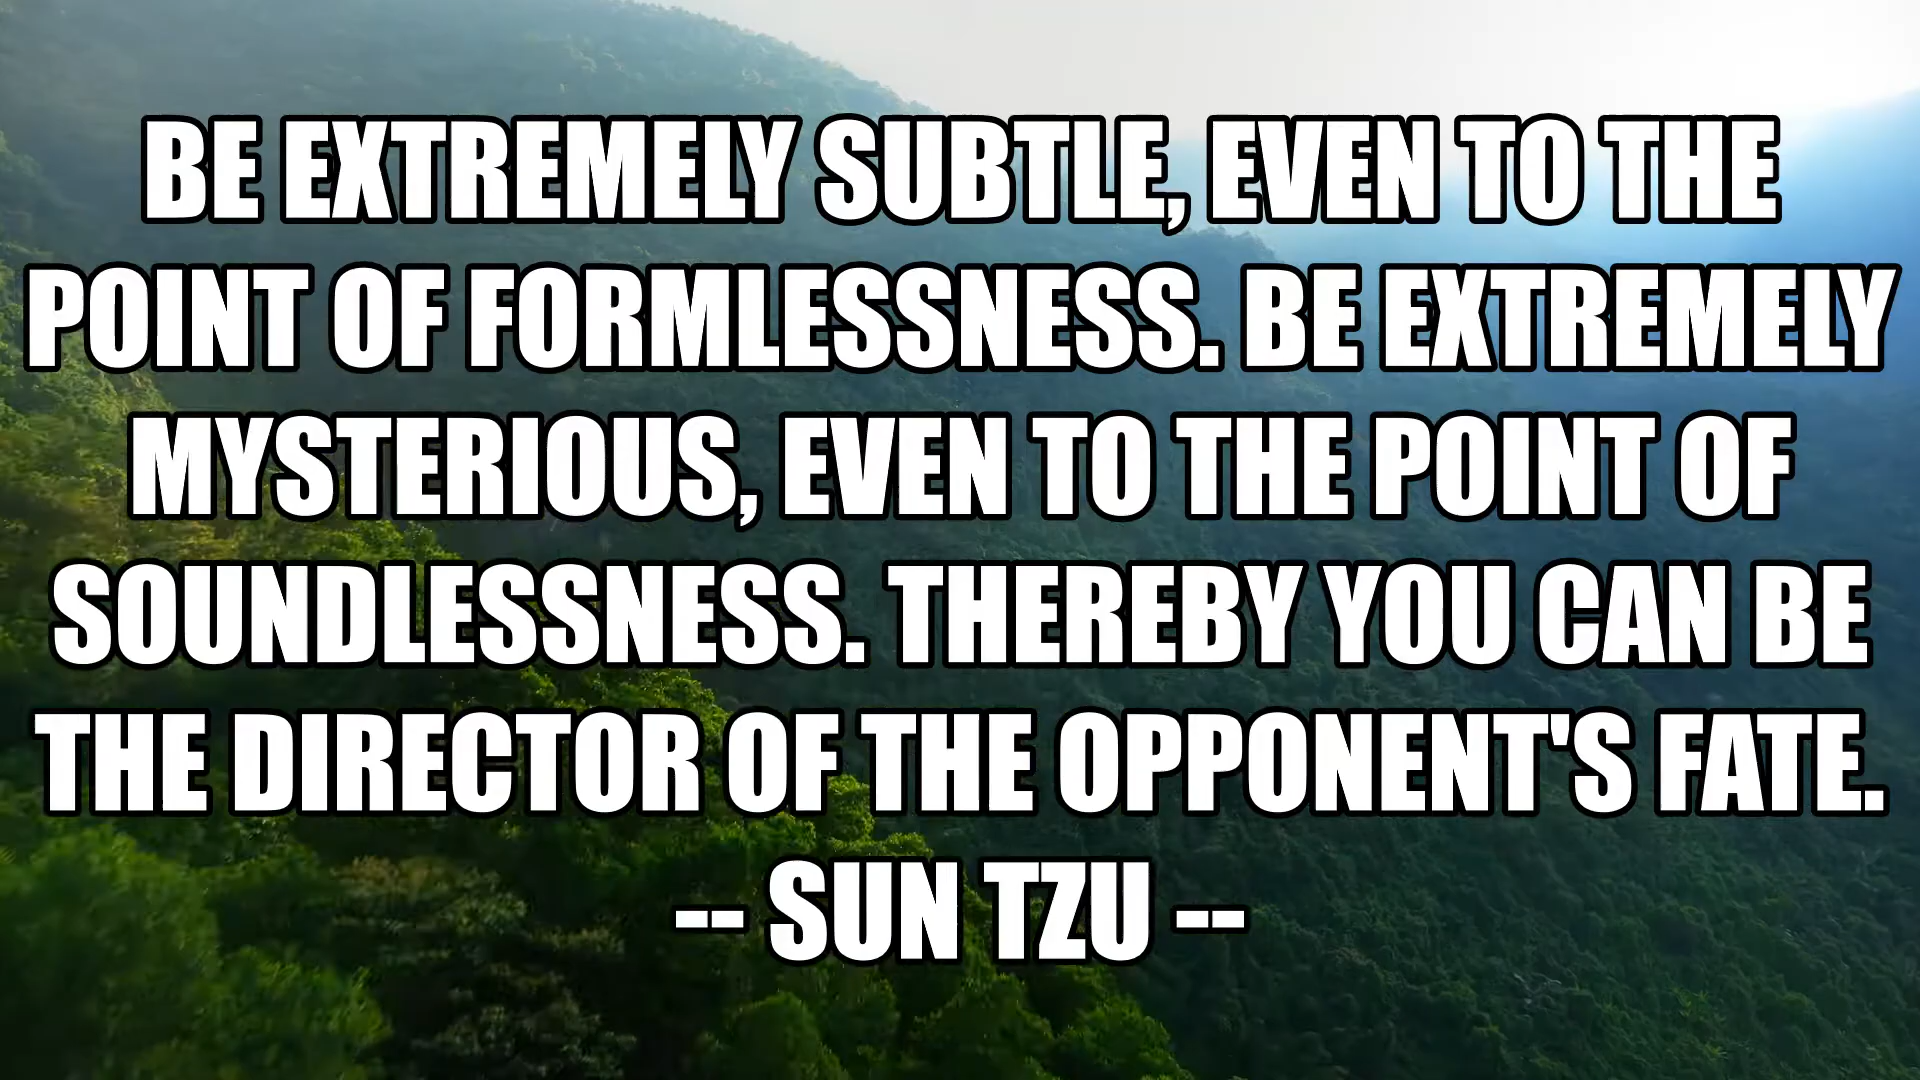 BE EXTREMELY SUBTLE, EVEN TO THE
POINT OF FORMLESSNESS. BE EXTREMELY
MYSTERIOUS, EVEN TO THE POINT OF
SOUNDLESSNESS. THEREBY YOU CAN BE
THE DIRECTOR OF THE OPPONENT'S FATE.
-- SUN TZU --